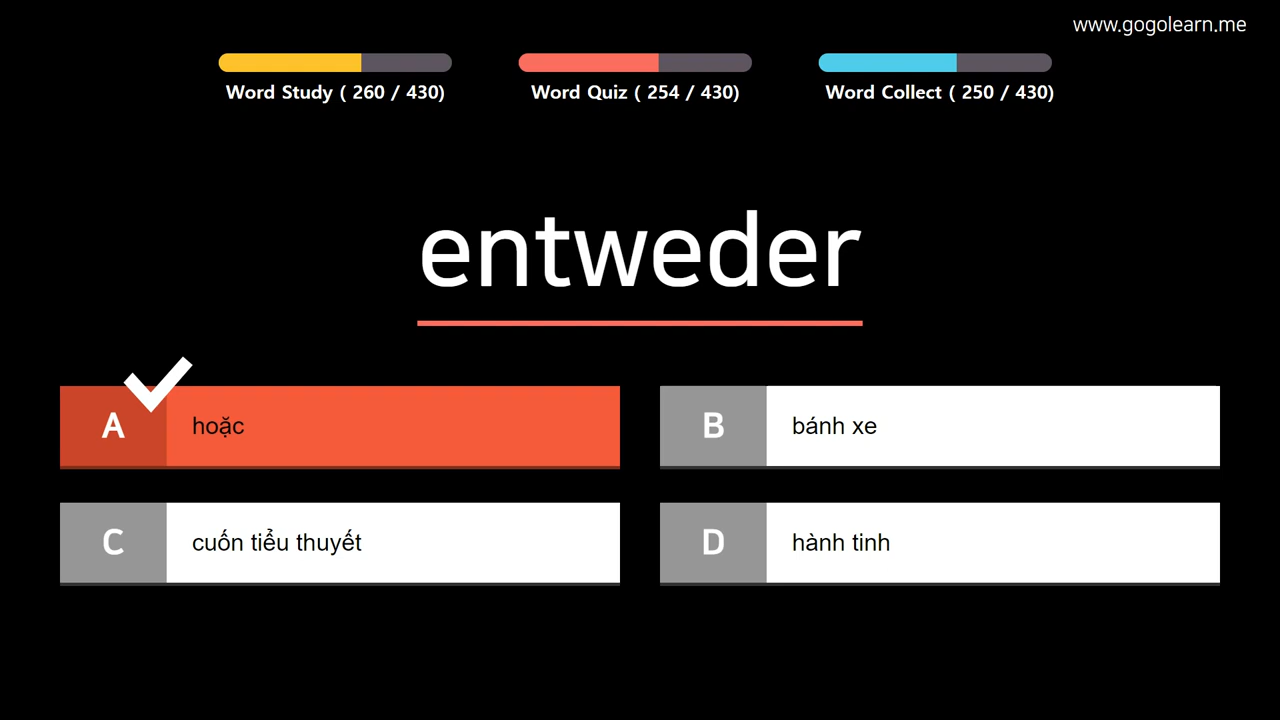 www.gogolearn.me
Word Study ( 260 / 430)
Word Quiz ( 254 / 430)
Word Collect ( 250 / 430)
entweder
A hoặc
B bánh xe
C cuốn tiểu thuyết
D hành tinh